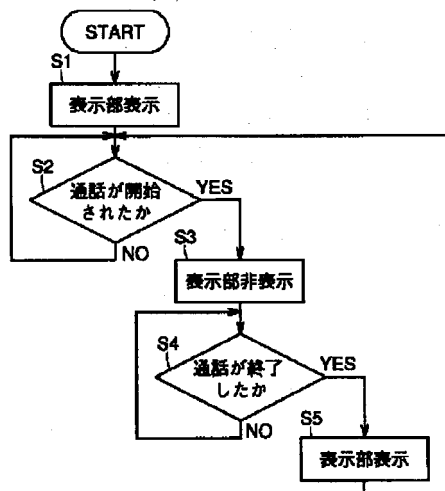 START
S1
表示部表示
S2
通話が開始
されたか
YES
NO
S3
表示部非表示
S4
通話が終了
したか
YES
NO
S5
表示部表示